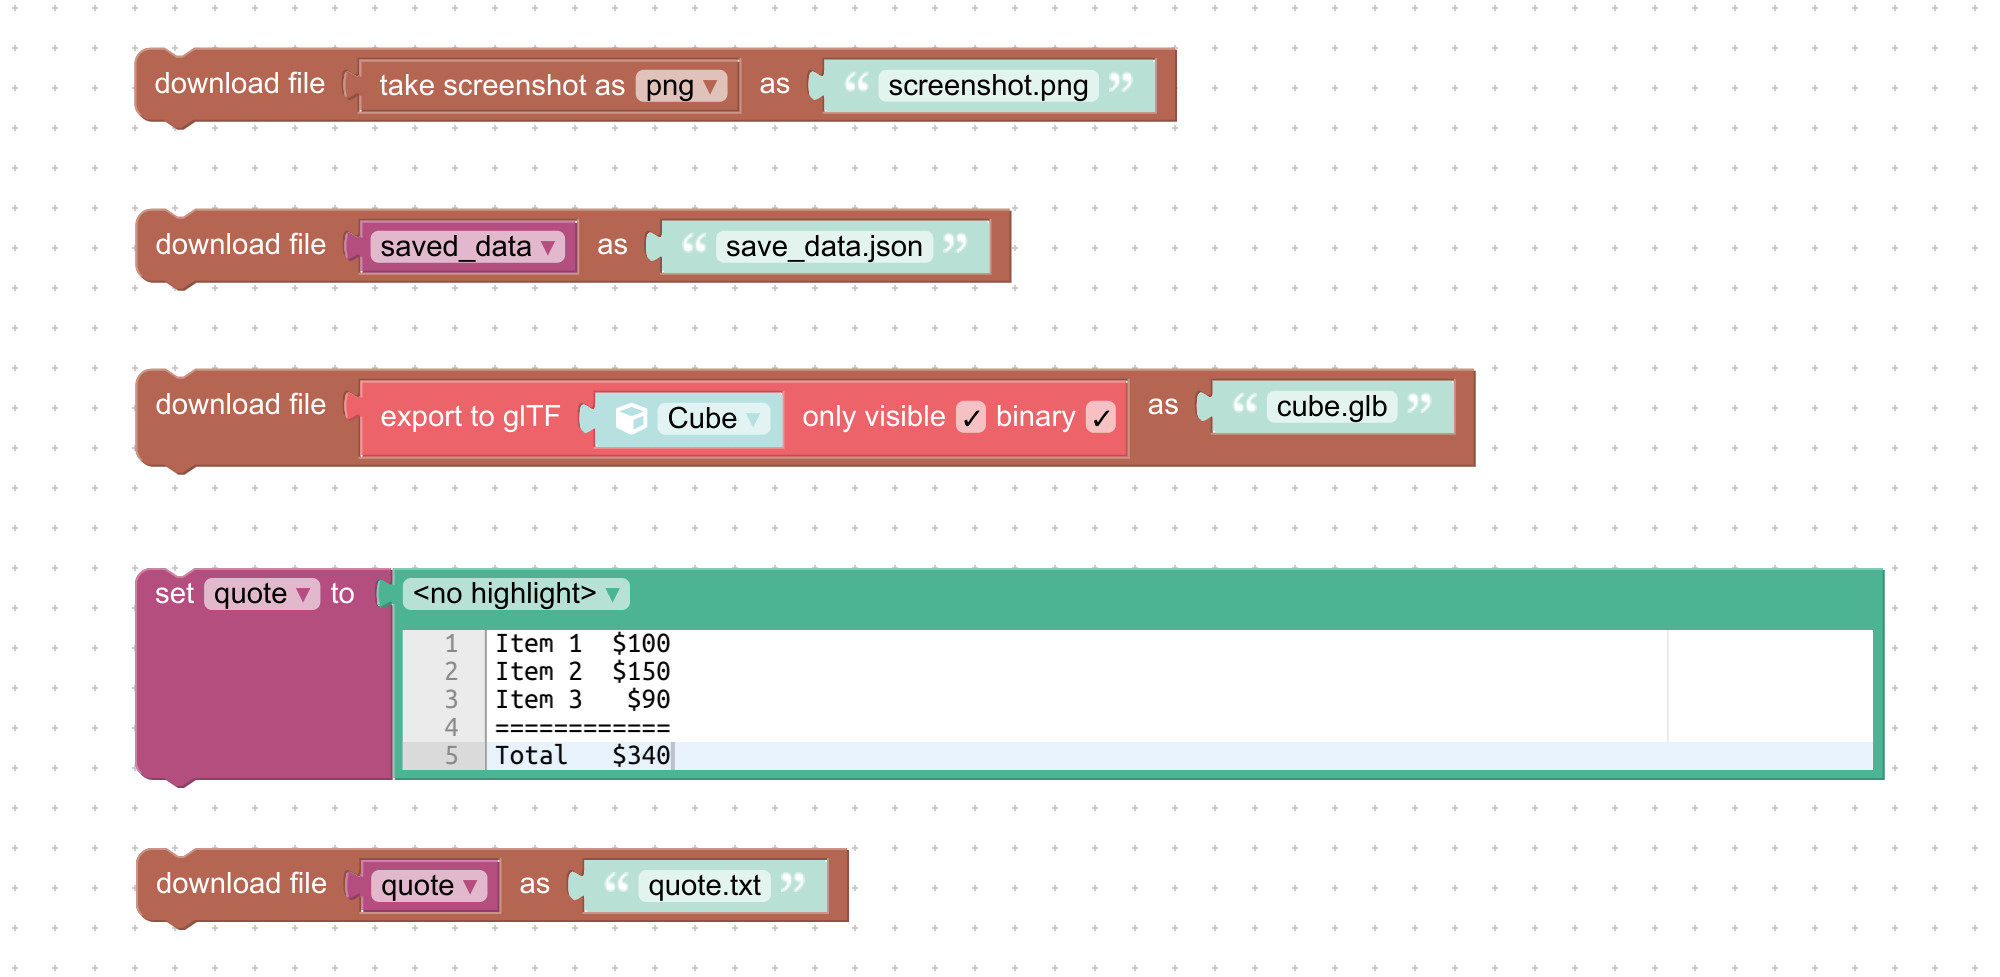 download file take screenshot as png ▾ as “ screenshot.png ”
download file saved_data ▾ as “ save_data.json ”
download file export to glTF Cube ▾ only visible ✓ binary ✓ as “ cube.glb ”
set quote ▾ to <no highlight> ▾
1 Item 1  $100
2 Item 2  $150
3 Item 3   $90
4 ============
5 Total   $340
download file quote ▾ as “ quote.txt ”